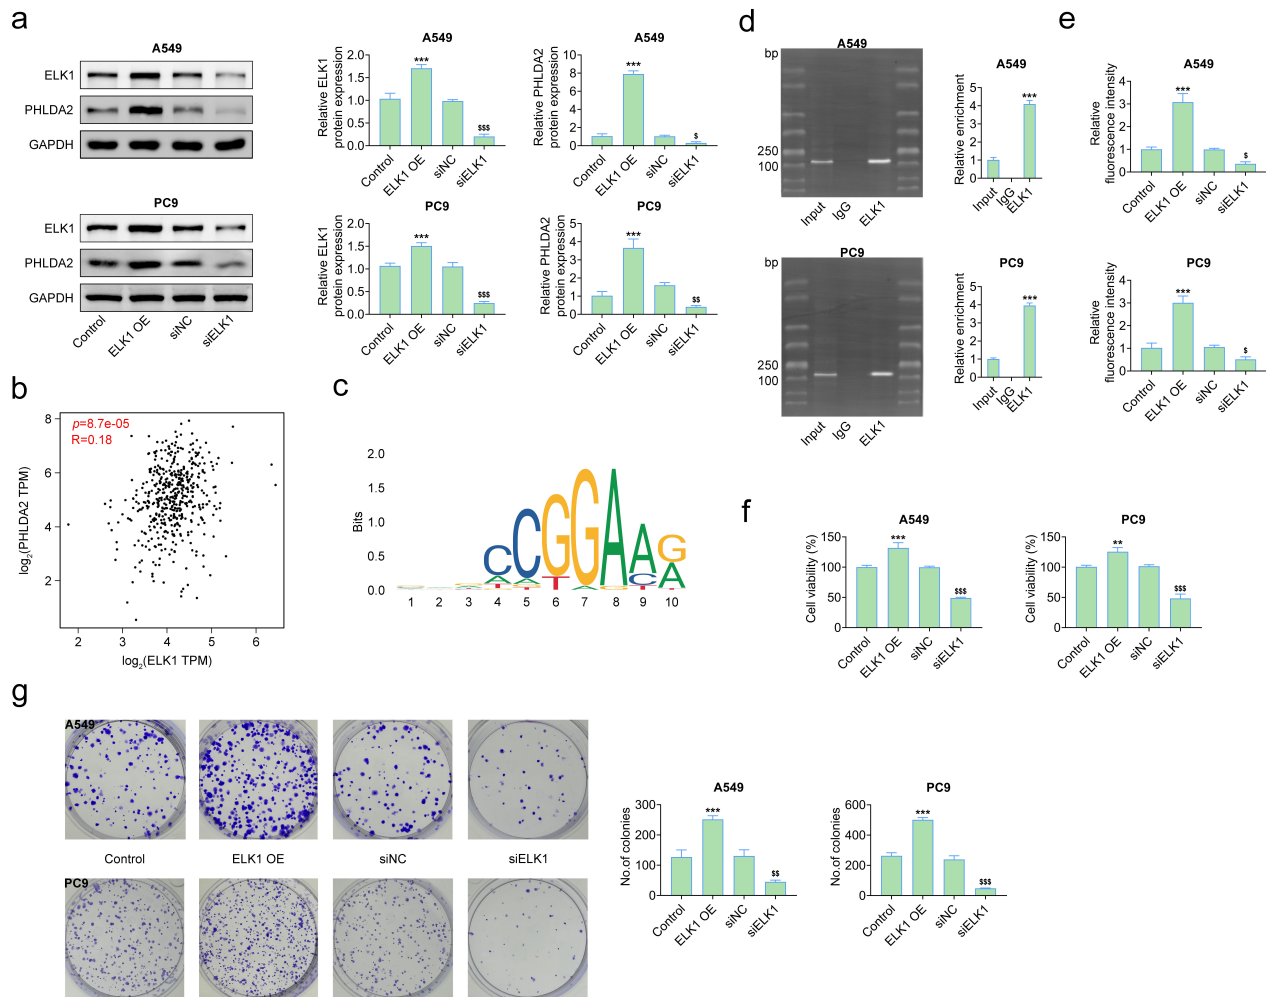 a
A549
ELK1
PHLDA2
GAPDH
PC9
ELK1
PHLDA2
GAPDH
Control
ELK1 OE
siNC
siELK1
A549
Relative ELK1
protein expression
2.0
1.5
1.0
0.5
0.0
***
$$$
Control
ELK1 OE
siNC
siELK1
A549
Relative PHLDA2
protein expression
10
8
6
4
2
0
***
$
Control
ELK1 OE
siNC
siELK1
PC9
Relative ELK1
protein expression
2.0
1.5
1.0
0.5
0.0
***
$$$
Control
ELK1 OE
siNC
siELK1
PC9
Relative PHLDA2
protein expression
5
4
3
2
1
0
***
$$
Control
ELK1 OE
siNC
siELK1
b
p=8.7e-05
R=0.18
log2(PHLDA2 TPM)
8
6
4
2
2 3 4 5 6
log2(ELK1 TPM)
c
Bits
2.0
1.5
1.0
0.5
0.0
CCGGAAG
A
1 2 3 4 5 6 7 8 9 10
d
bp
A549
250
100
Input
IgG
ELK1
A549
Relative enrichment
5
4
3
2
1
0
***
Input
IgG
ELK1
bp
PC9
250
100
Input
IgG
ELK1
PC9
Relative enrichment
5
4
3
2
1
0
***
Input
IgG
ELK1
e
A549
Relative
fluorescence intensity
4
3
2
1
0
***
$
Control
ELK1 OE
siNC
siELK1
PC9
Relative
fluorescence intensity
4
3
2
1
0
***
$
Control
ELK1 OE
siNC
siELK1
f
A549
Cell viability (%)
150
100
50
0
***
$$$
Control
ELK1 OE
siNC
siELK1
PC9
Cell viability (%)
150
100
50
0
**
$$$
Control
ELK1 OE
siNC
siELK1
g
A549
Control
ELK1 OE
siNC
siELK1
PC9
A549
No.of colonies
300
200
100
0
***
$$
Control
ELK1 OE
siNC
siELK1
PC9
No.of colonies
600
400
200
0
***
$$$
Control
ELK1 OE
siNC
siELK1